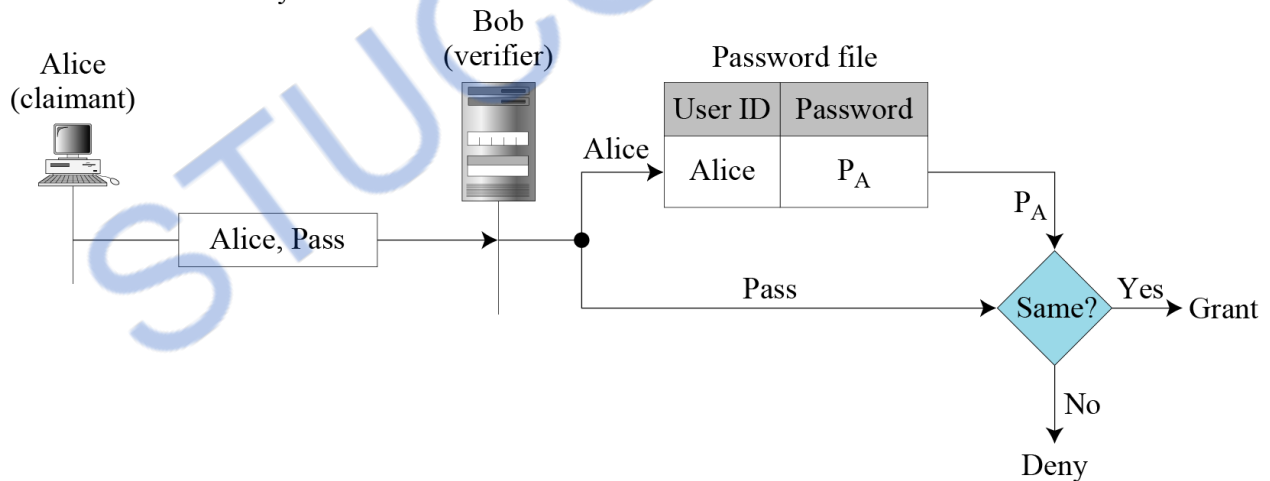 Bob
(verifier)
Alice
(claimant)
Password file
User ID Password
Alice P_A
Alice
P_A
Alice, Pass
Pass
Same?
Yes
Grant
No
Deny